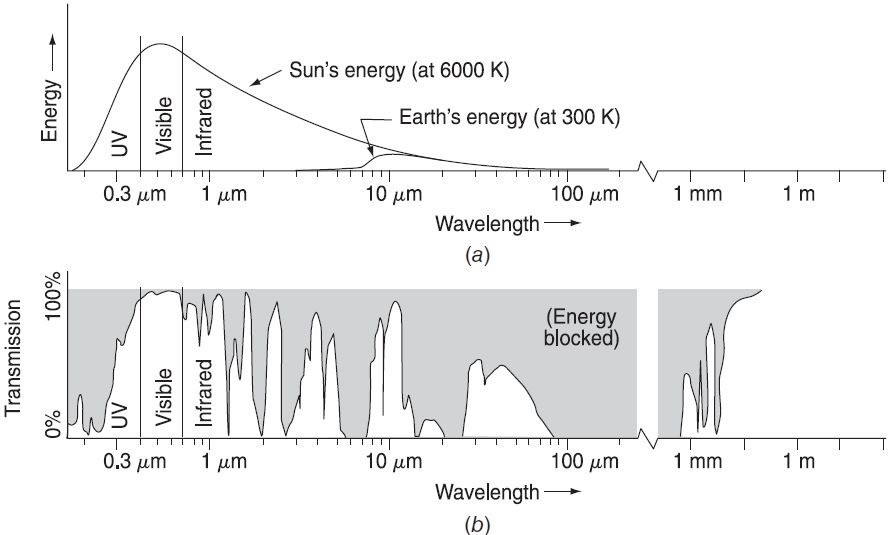 Energy
UV
Visible
Infrared
Sun's energy (at 6000 K)
Earth's energy (at 300 K)
0.3 μm
1 μm
10 μm
100 μm
1 mm
1 m
Wavelength
(a)
Transmission
100%
0%
UV
Visible
Infrared
(Energy
blocked)
0.3 μm
1 μm
10 μm
100 μm
1 mm
1 m
Wavelength
(b)